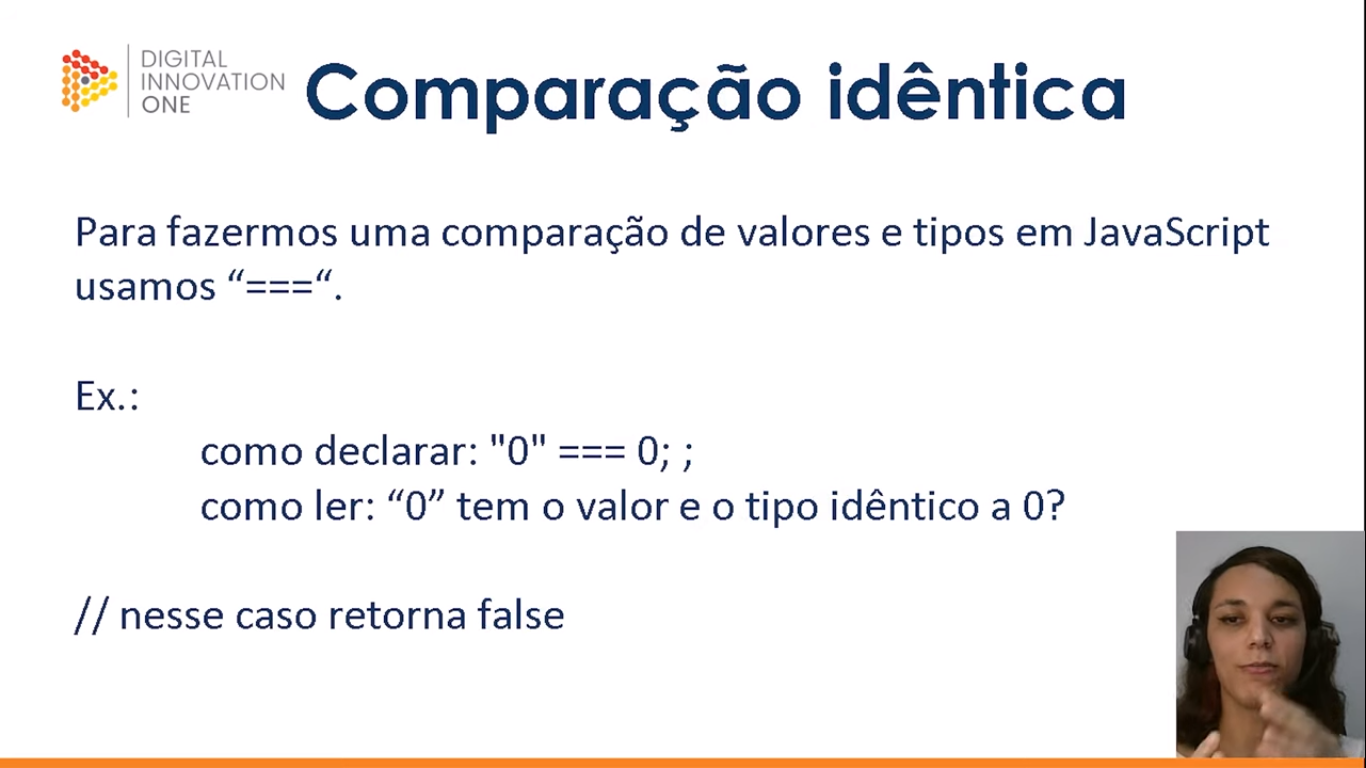 DIGITAL
INNOVATION
ONE
Comparação idêntica
Para fazermos uma comparação de valores e tipos em JavaScript
usamos “===“.
Ex.:
como declarar: "0" === 0; ;
como ler: “0” tem o valor e o tipo idêntico a 0?
// nesse caso retorna false